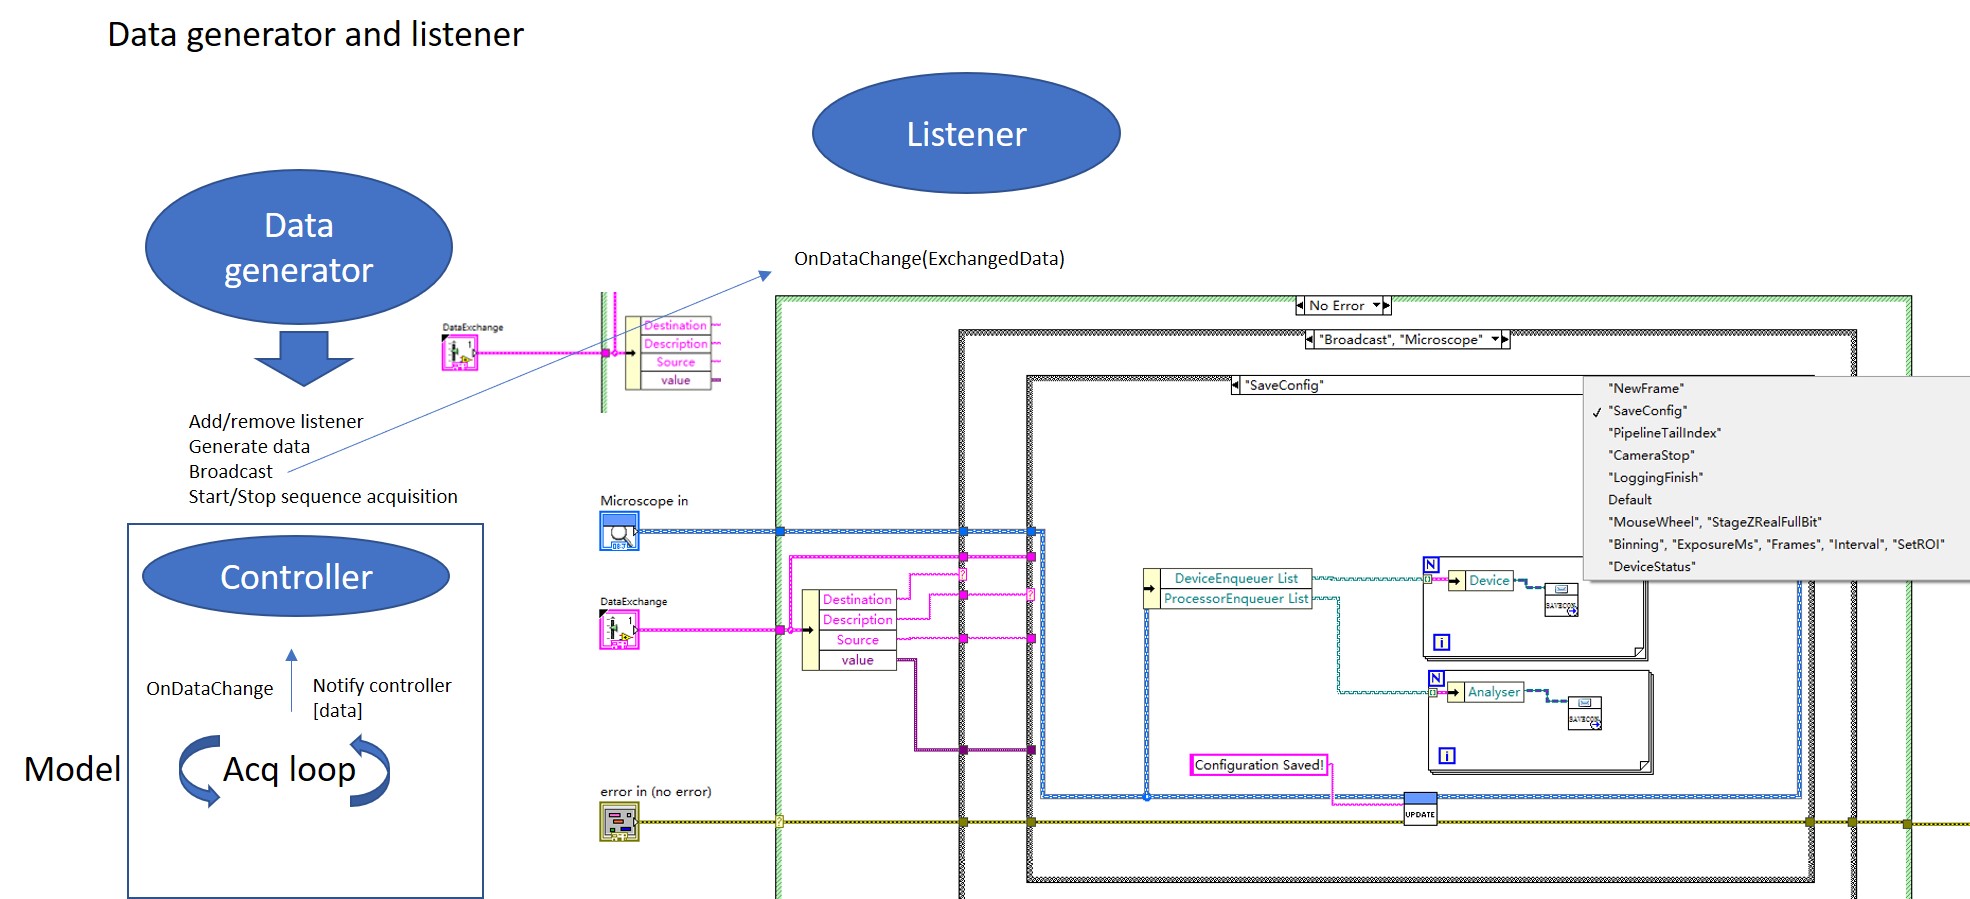 Data generator and listener
Listener
Data
generator
OnDataChange(ExchangedData)
DataExchange
1
Destination
Description
Source
value
Add/remove listener
Generate data
Broadcast
Start/Stop sequence acquisition
Controller
OnDataChange
Notify controller
[data]
Model
Acq loop
No Error
"Broadcast", "Microscope"
"SaveConfig"
"NewFrame"
✓ "SaveConfig"
"PipelineTailIndex"
"CameraStop"
"LoggingFinish"
Default
"MouseWheel", "StageZRealFullBit"
"Binning", "ExposureMs", "Frames", "Interval", "SetROI"
"DeviceStatus"
Microscope in
DataExchange
1
Destination
Description
Source
value
error in (no error)
?
DeviceEnqueuer List
ProcessorEnqueuer List
N
Device
i
N
Analyser
i
Configuration Saved!
UPDATE